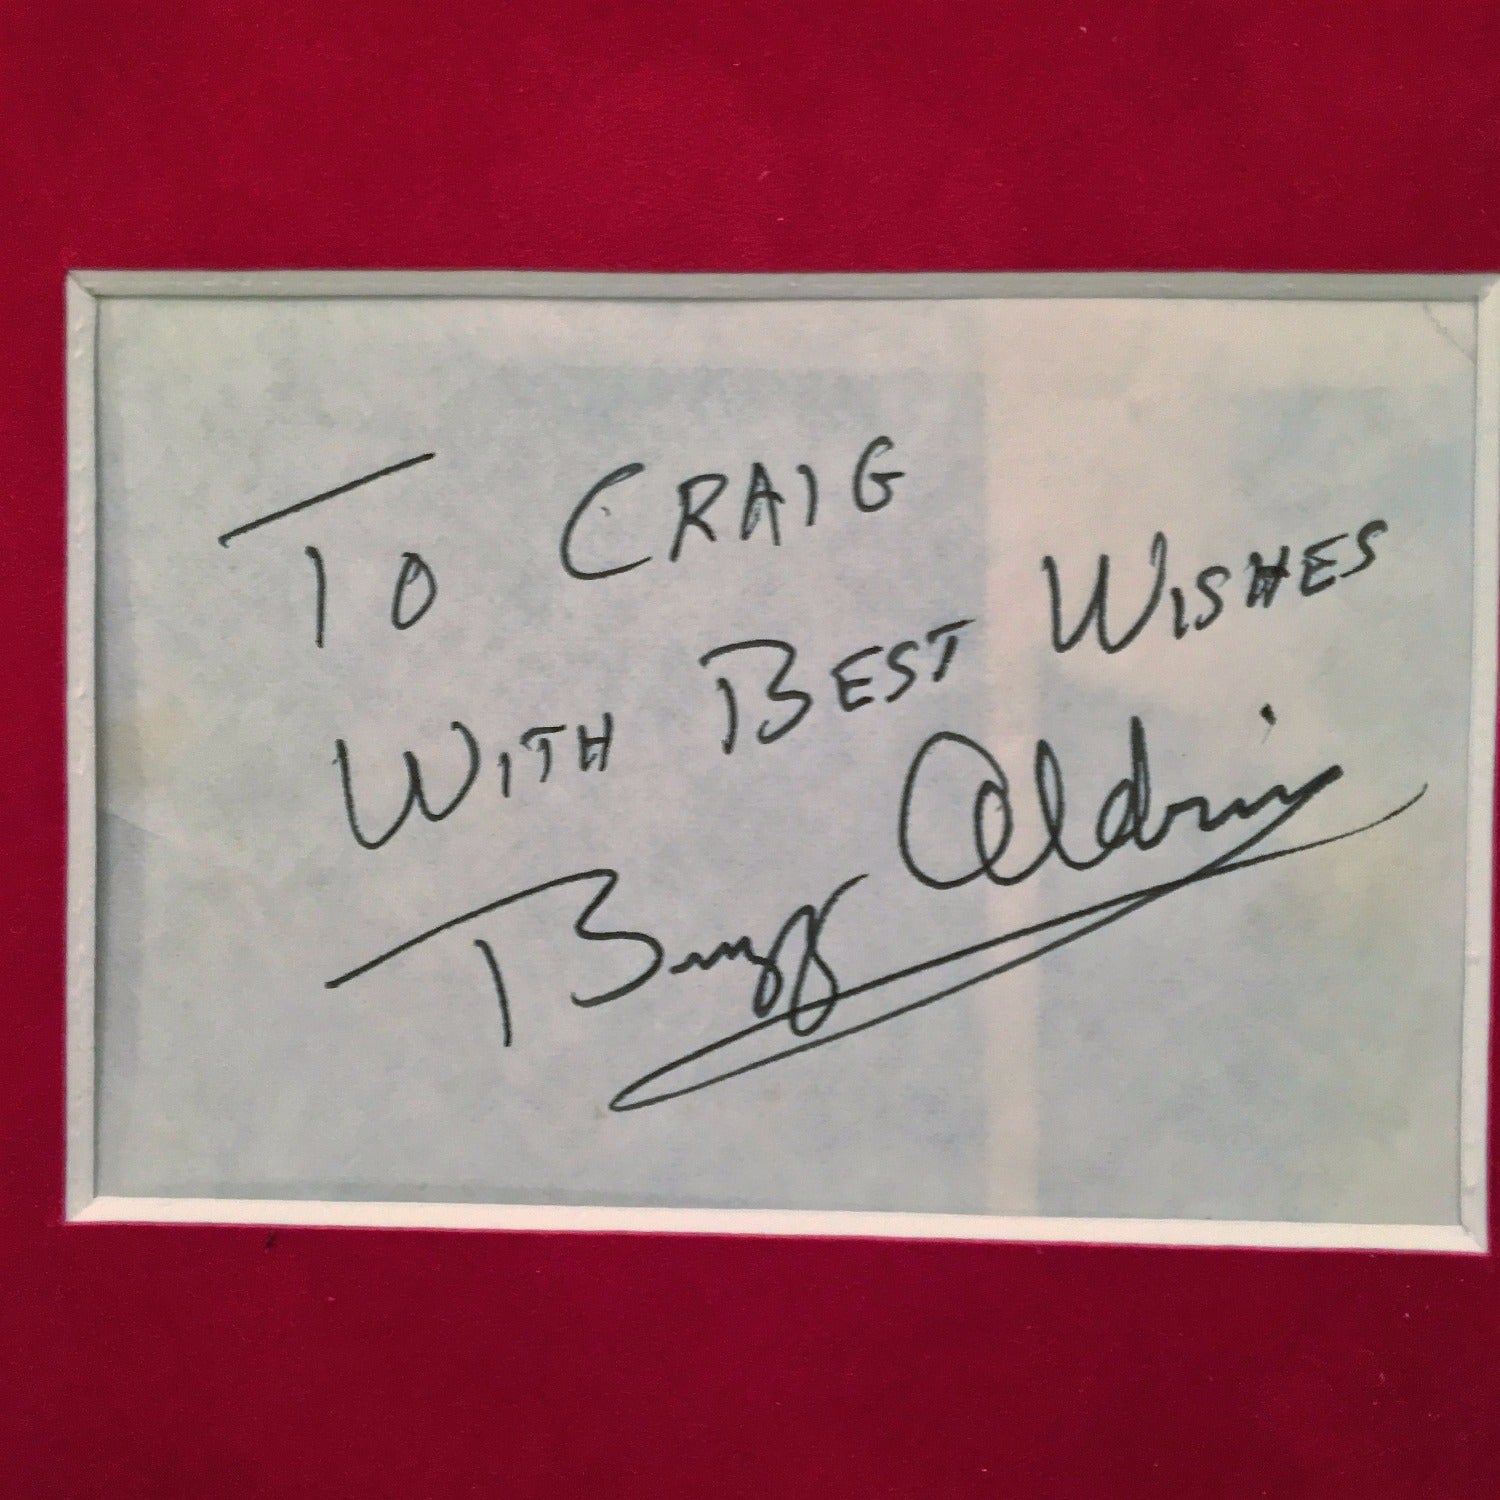 To CRAIG
WITH BEST WISHES
Buzz Aldrin